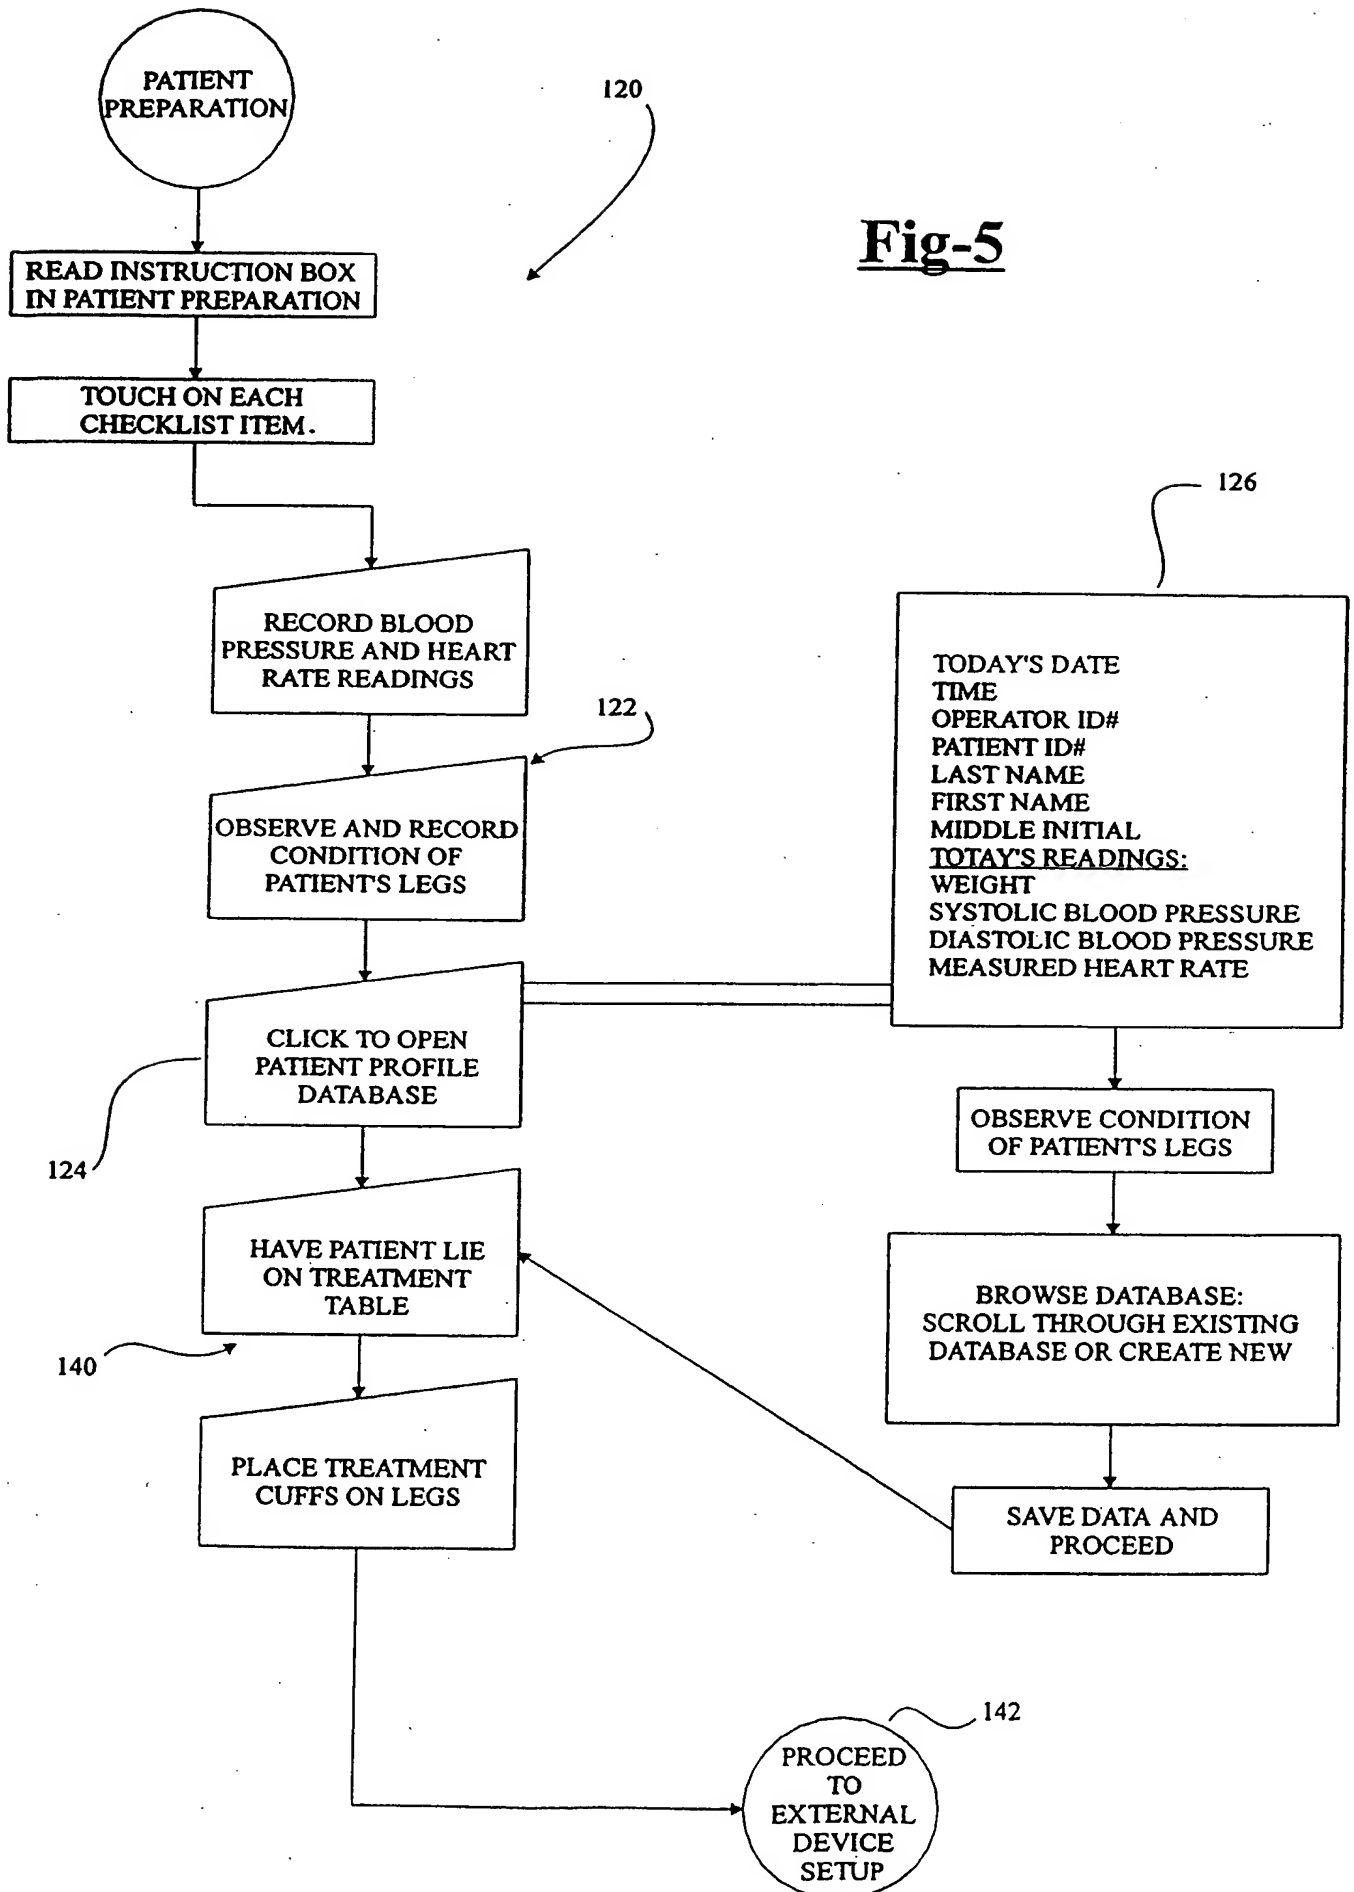 PATIENT
PREPARATION
120
Fig-5
READ INSTRUCTION BOX
IN PATIENT PREPARATION
TOUCH ON EACH
CHECKLIST ITEM.
RECORD BLOOD
PRESSURE AND HEART
RATE READINGS
122
OBSERVE AND RECORD
CONDITION OF
PATIENT'S LEGS
CLICK TO OPEN
PATIENT PROFILE
DATABASE
124
HAVE PATIENT LIE
ON TREATMENT
TABLE
140
PLACE TREATMENT
CUFFS ON LEGS
126
TODAY'S DATE
TIME
OPERATOR ID#
PATIENT ID#
LAST NAME
FIRST NAME
MIDDLE INITIAL
TOTAY'S READINGS:
WEIGHT
SYSTOLIC BLOOD PRESSURE
DIASTOLIC BLOOD PRESSURE
MEASURED HEART RATE
OBSERVE CONDITION
OF PATIENT'S LEGS
BROWSE DATABASE:
SCROLL THROUGH EXISTING
DATABASE OR CREATE NEW
SAVE DATA AND
PROCEED
142
PROCEED
TO
EXTERNAL
DEVICE
SETUP